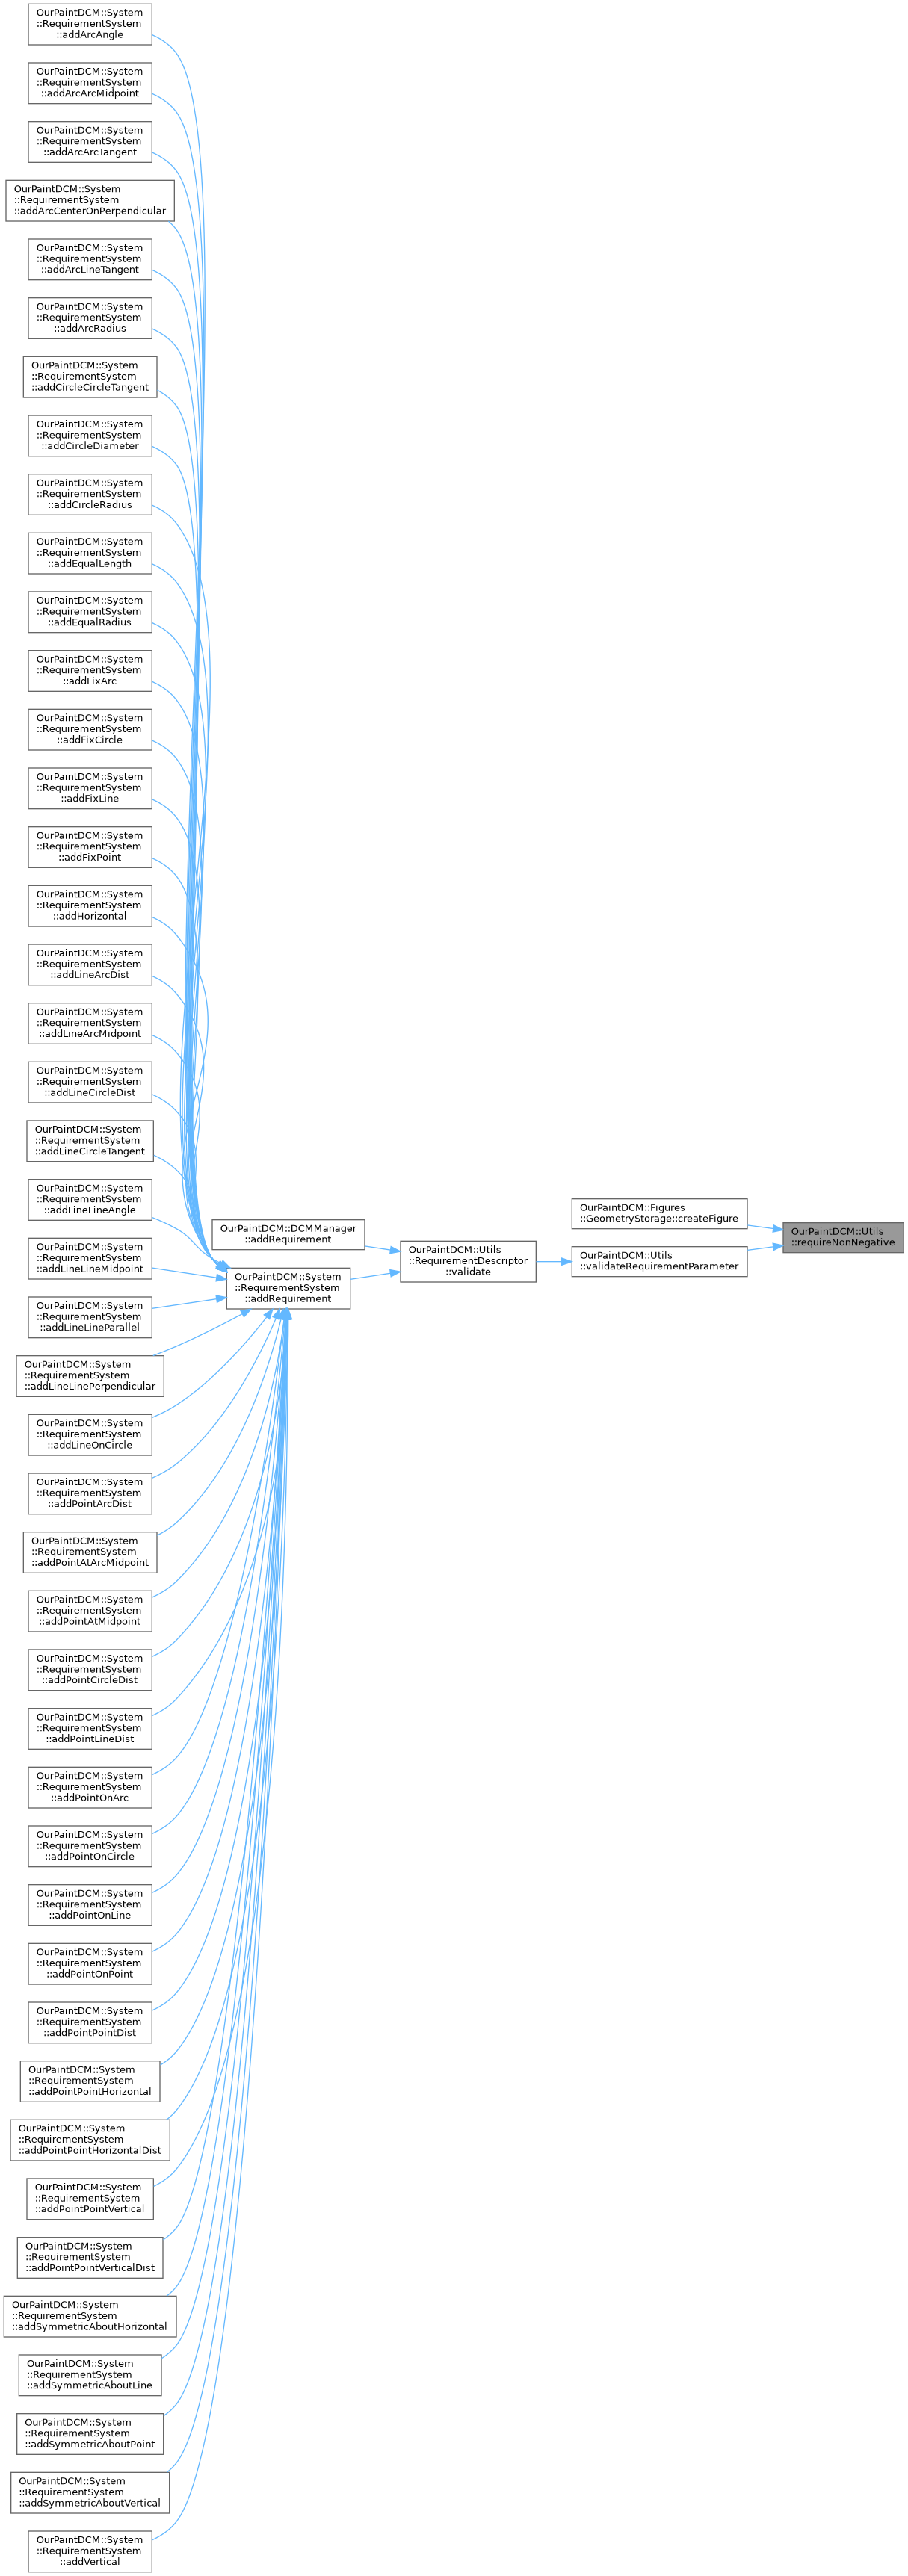 OurPaintDCM::System
::RequirementSystem
::addArcAngle
OurPaintDCM::System
::RequirementSystem
::addArcArcMidpoint
OurPaintDCM::System
::RequirementSystem
::addArcArcTangent
OurPaintDCM::System
::RequirementSystem
::addArcCenterOnPerpendicular
OurPaintDCM::System
::RequirementSystem
::addArcLineTangent
OurPaintDCM::System
::RequirementSystem
::addArcRadius
OurPaintDCM::System
::RequirementSystem
::addCircleCircleTangent
OurPaintDCM::System
::RequirementSystem
::addCircleDiameter
OurPaintDCM::System
::RequirementSystem
::addCircleRadius
OurPaintDCM::System
::RequirementSystem
::addEqualLength
OurPaintDCM::System
::RequirementSystem
::addEqualRadius
OurPaintDCM::System
::RequirementSystem
::addFixArc
OurPaintDCM::System
::RequirementSystem
::addFixCircle
OurPaintDCM::System
::RequirementSystem
::addFixLine
OurPaintDCM::System
::RequirementSystem
::addFixPoint
OurPaintDCM::System
::RequirementSystem
::addHorizontal
OurPaintDCM::System
::RequirementSystem
::addLineArcDist
OurPaintDCM::System
::RequirementSystem
::addLineArcMidpoint
OurPaintDCM::System
::RequirementSystem
::addLineCircleDist
OurPaintDCM::System
::RequirementSystem
::addLineCircleTangent
OurPaintDCM::System
::RequirementSystem
::addLineLineAngle
OurPaintDCM::System
::RequirementSystem
::addLineLineMidpoint
OurPaintDCM::System
::RequirementSystem
::addLineLineParallel
OurPaintDCM::System
::RequirementSystem
::addLineLinePerpendicular
OurPaintDCM::System
::RequirementSystem
::addLineOnCircle
OurPaintDCM::System
::RequirementSystem
::addPointArcDist
OurPaintDCM::System
::RequirementSystem
::addPointAtArcMidpoint
OurPaintDCM::System
::RequirementSystem
::addPointAtMidpoint
OurPaintDCM::System
::RequirementSystem
::addPointCircleDist
OurPaintDCM::System
::RequirementSystem
::addPointLineDist
OurPaintDCM::System
::RequirementSystem
::addPointOnArc
OurPaintDCM::System
::RequirementSystem
::addPointOnCircle
OurPaintDCM::System
::RequirementSystem
::addPointOnLine
OurPaintDCM::System
::RequirementSystem
::addPointOnPoint
OurPaintDCM::System
::RequirementSystem
::addPointPointDist
OurPaintDCM::System
::RequirementSystem
::addPointPointHorizontal
OurPaintDCM::System
::RequirementSystem
::addPointPointHorizontalDist
OurPaintDCM::System
::RequirementSystem
::addPointPointVertical
OurPaintDCM::System
::RequirementSystem
::addPointPointVerticalDist
OurPaintDCM::System
::RequirementSystem
::addSymmetricAboutHorizontal
OurPaintDCM::System
::RequirementSystem
::addSymmetricAboutLine
OurPaintDCM::System
::RequirementSystem
::addSymmetricAboutPoint
OurPaintDCM::System
::RequirementSystem
::addSymmetricAboutVertical
OurPaintDCM::System
::RequirementSystem
::addVertical
OurPaintDCM::DCMManager
::addRequirement
OurPaintDCM::System
::RequirementSystem
::addRequirement
OurPaintDCM::Utils
::RequirementDescriptor
::validate
OurPaintDCM::Figures
::GeometryStorage::createFigure
OurPaintDCM::Utils
::validateRequirementParameter
OurPaintDCM::Utils
::requireNonNegative